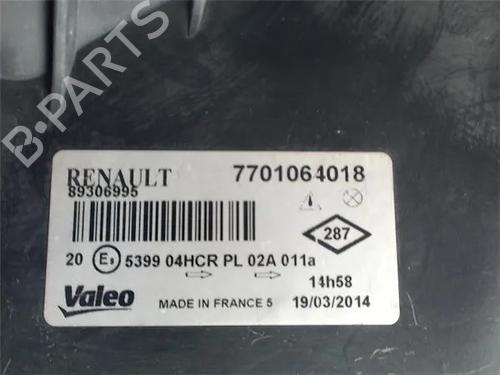 B-PARTS
RENAULT 7701064018
89306995
287
20 E 5399 04HCR PL 02A 011a
14h58
Valeo MADE IN FRANCE 5 19/03/2014